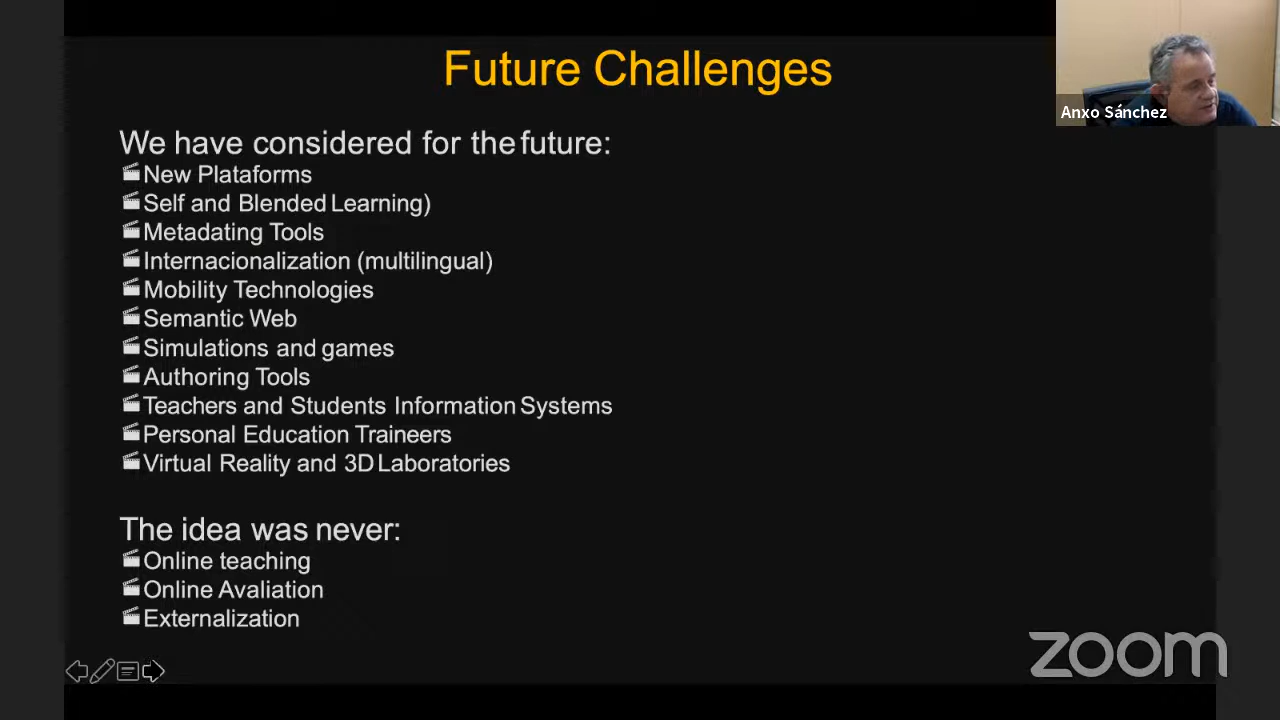 Future Challenges
Anxo Sánchez
We have considered for the future:
New Plataforms
Self and Blended Learning)
Metadating Tools
Internacionalization (multilingual)
Mobility Technologies
Semantic Web
Simulations and games
Authoring Tools
Teachers and Students Information Systems
Personal Education Traineers
Virtual Reality and 3D Laboratories
The idea was never:
Online teaching
Online Avaliation
Externalization
zoom